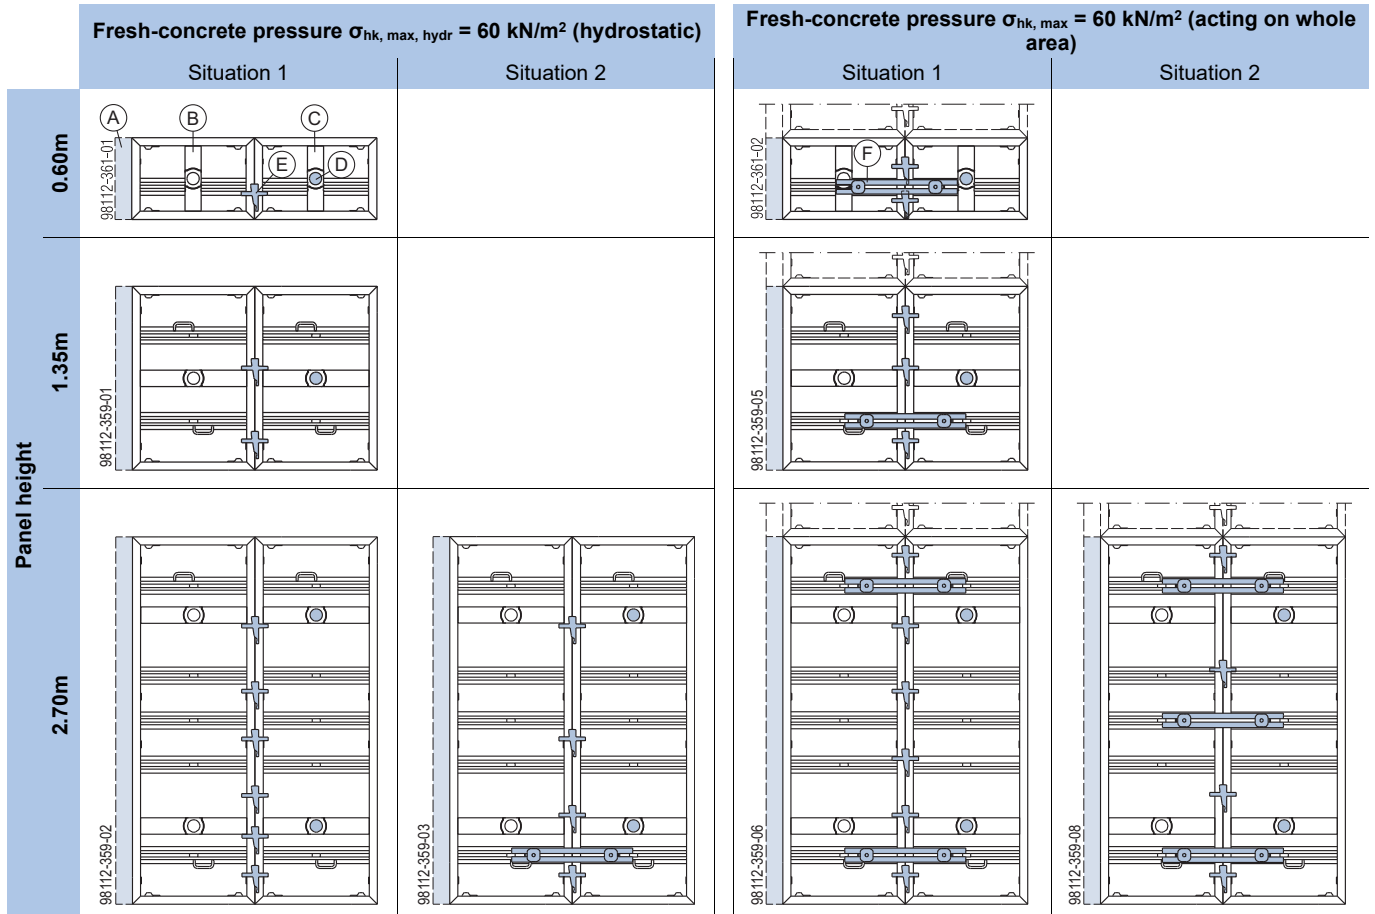 Fresh-concrete pressure σhk, max, hydr = 60 kN/m² (hydrostatic)
Fresh-concrete pressure σhk, max = 60 kN/m² (acting on whole
area)
Situation 1
Situation 2
Situation 1
Situation 2
Panel height
0.60m
A
B
C
D
E
98112-361-01
F
98112-361-02
1.35m
98112-359-01
98112-359-05
2.70m
98112-359-02
98112-359-03
98112-359-06
98112-359-08